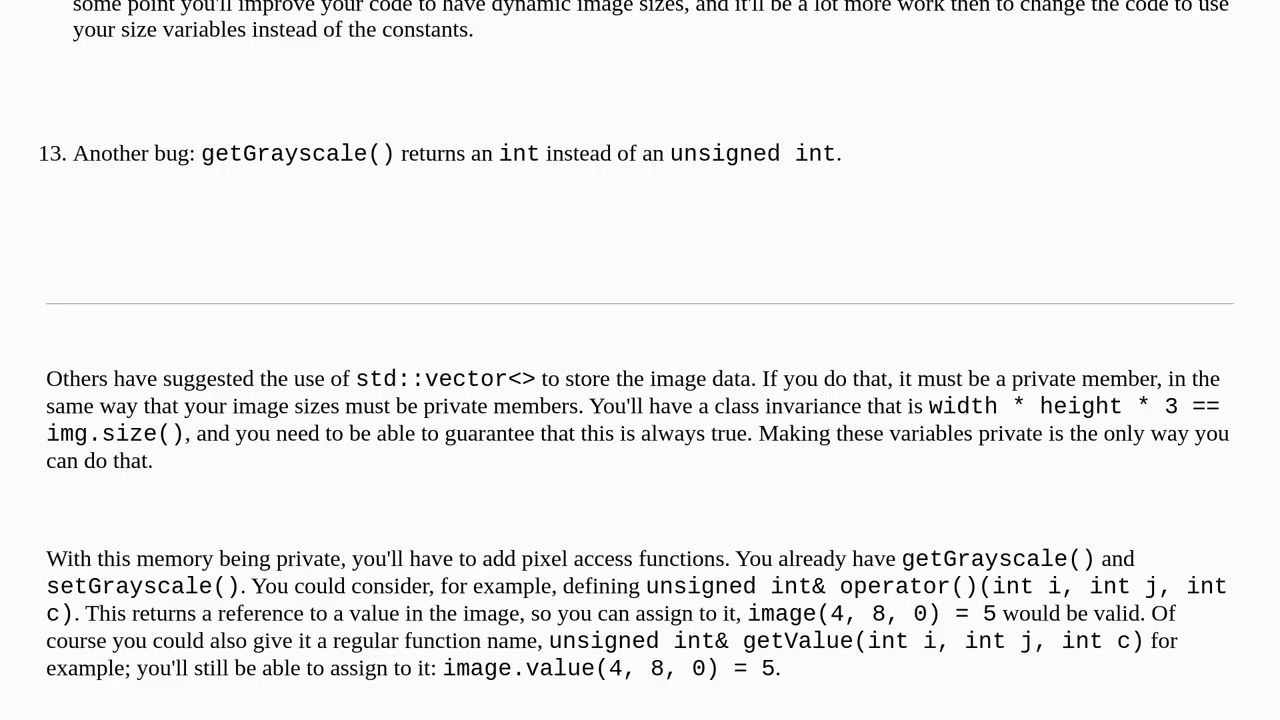 some point you'll improve your code to have dynamic image sizes, and it'll be a lot more work then to change the code to use
your size variables instead of the constants.
13. Another bug: getGrayscale() returns an int instead of an unsigned int.
Others have suggested the use of std::vector<> to store the image data. If you do that, it must be a private member, in the
same way that your image sizes must be private members. You'll have a class invariance that is width * height * 3 ==
img.size(), and you need to be able to guarantee that this is always true. Making these variables private is the only way you
can do that.
With this memory being private, you'll have to add pixel access functions. You already have getGrayscale() and
setGrayscale(). You could consider, for example, defining unsigned int& operator()(int i, int j, int
c). This returns a reference to a value in the image, so you can assign to it, image(4, 8, 0) = 5 would be valid. Of
course you could also give it a regular function name, unsigned int& getValue(int i, int j, int c) for
example; you'll still be able to assign to it: image.value(4, 8, 0) = 5.